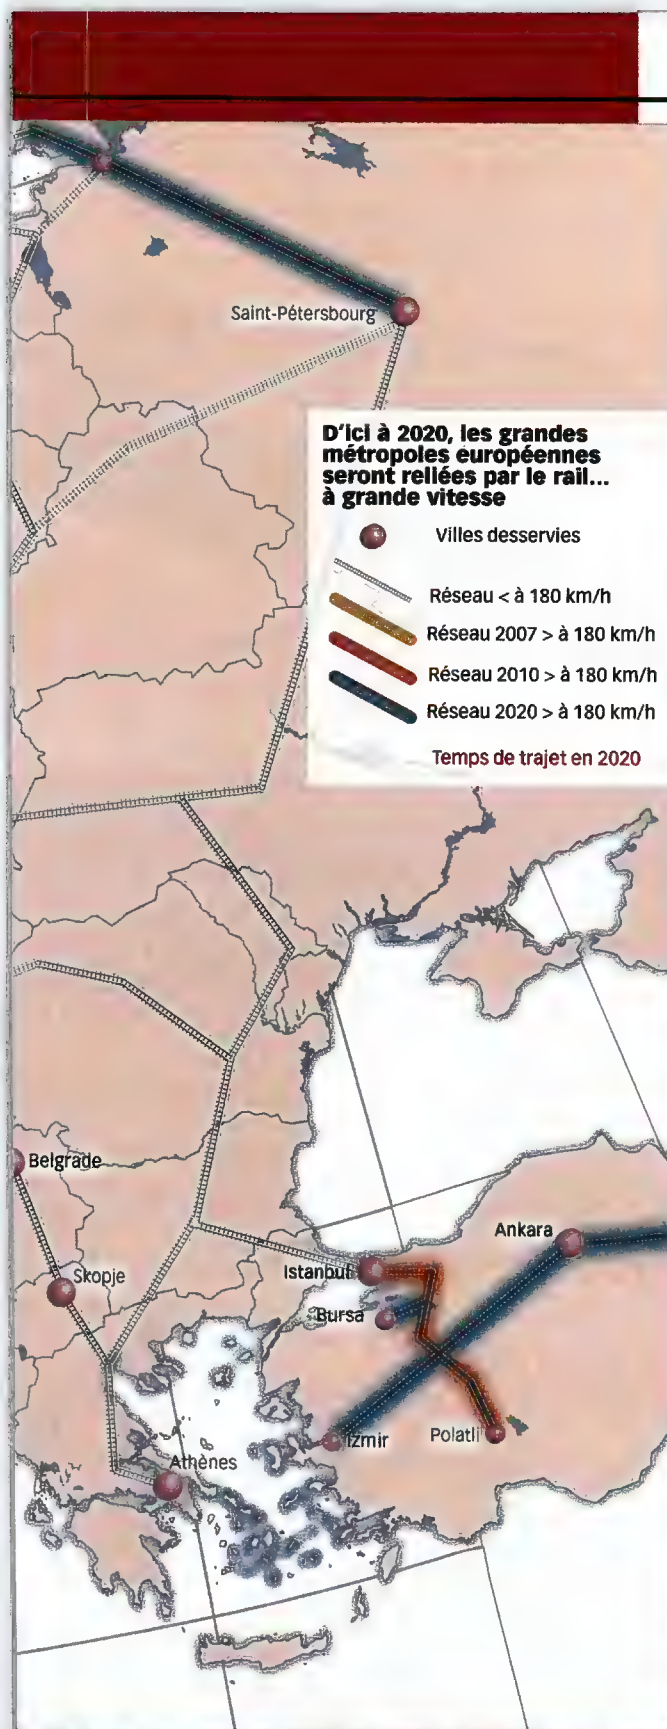 Saint-Pétersbourg
D'ici à 2020, les grandes
métropoles européennes
seront reliées par le rail...
à grande vitesse
Villes desservies
Réseau < à 180 km/h
Réseau 2007 > à 180 km/h
Réseau 2010 > à 180 km/h
Réseau 2020 > à 180 km/h
Temps de trajet en 2020
Belgrade
Ankara
Istanbul
Skopje
Bursa
Izmir
Polatli
Athènes